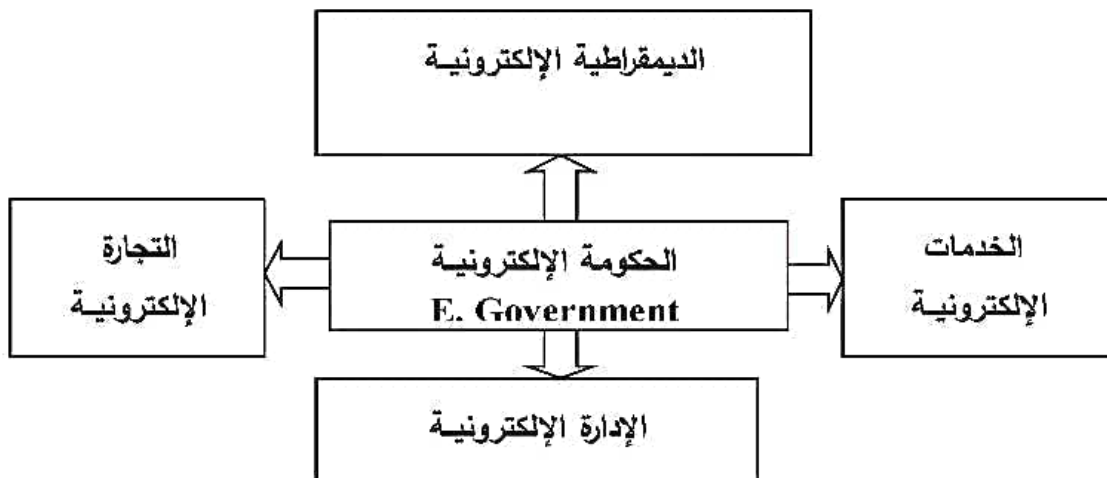 الديمقراطية الإلكترونية
الخدمات
الإلكترونية
الحكومة الإلكترونية
E. Government
التجارة
الإلكترونية
الإدارة الإلكترونية